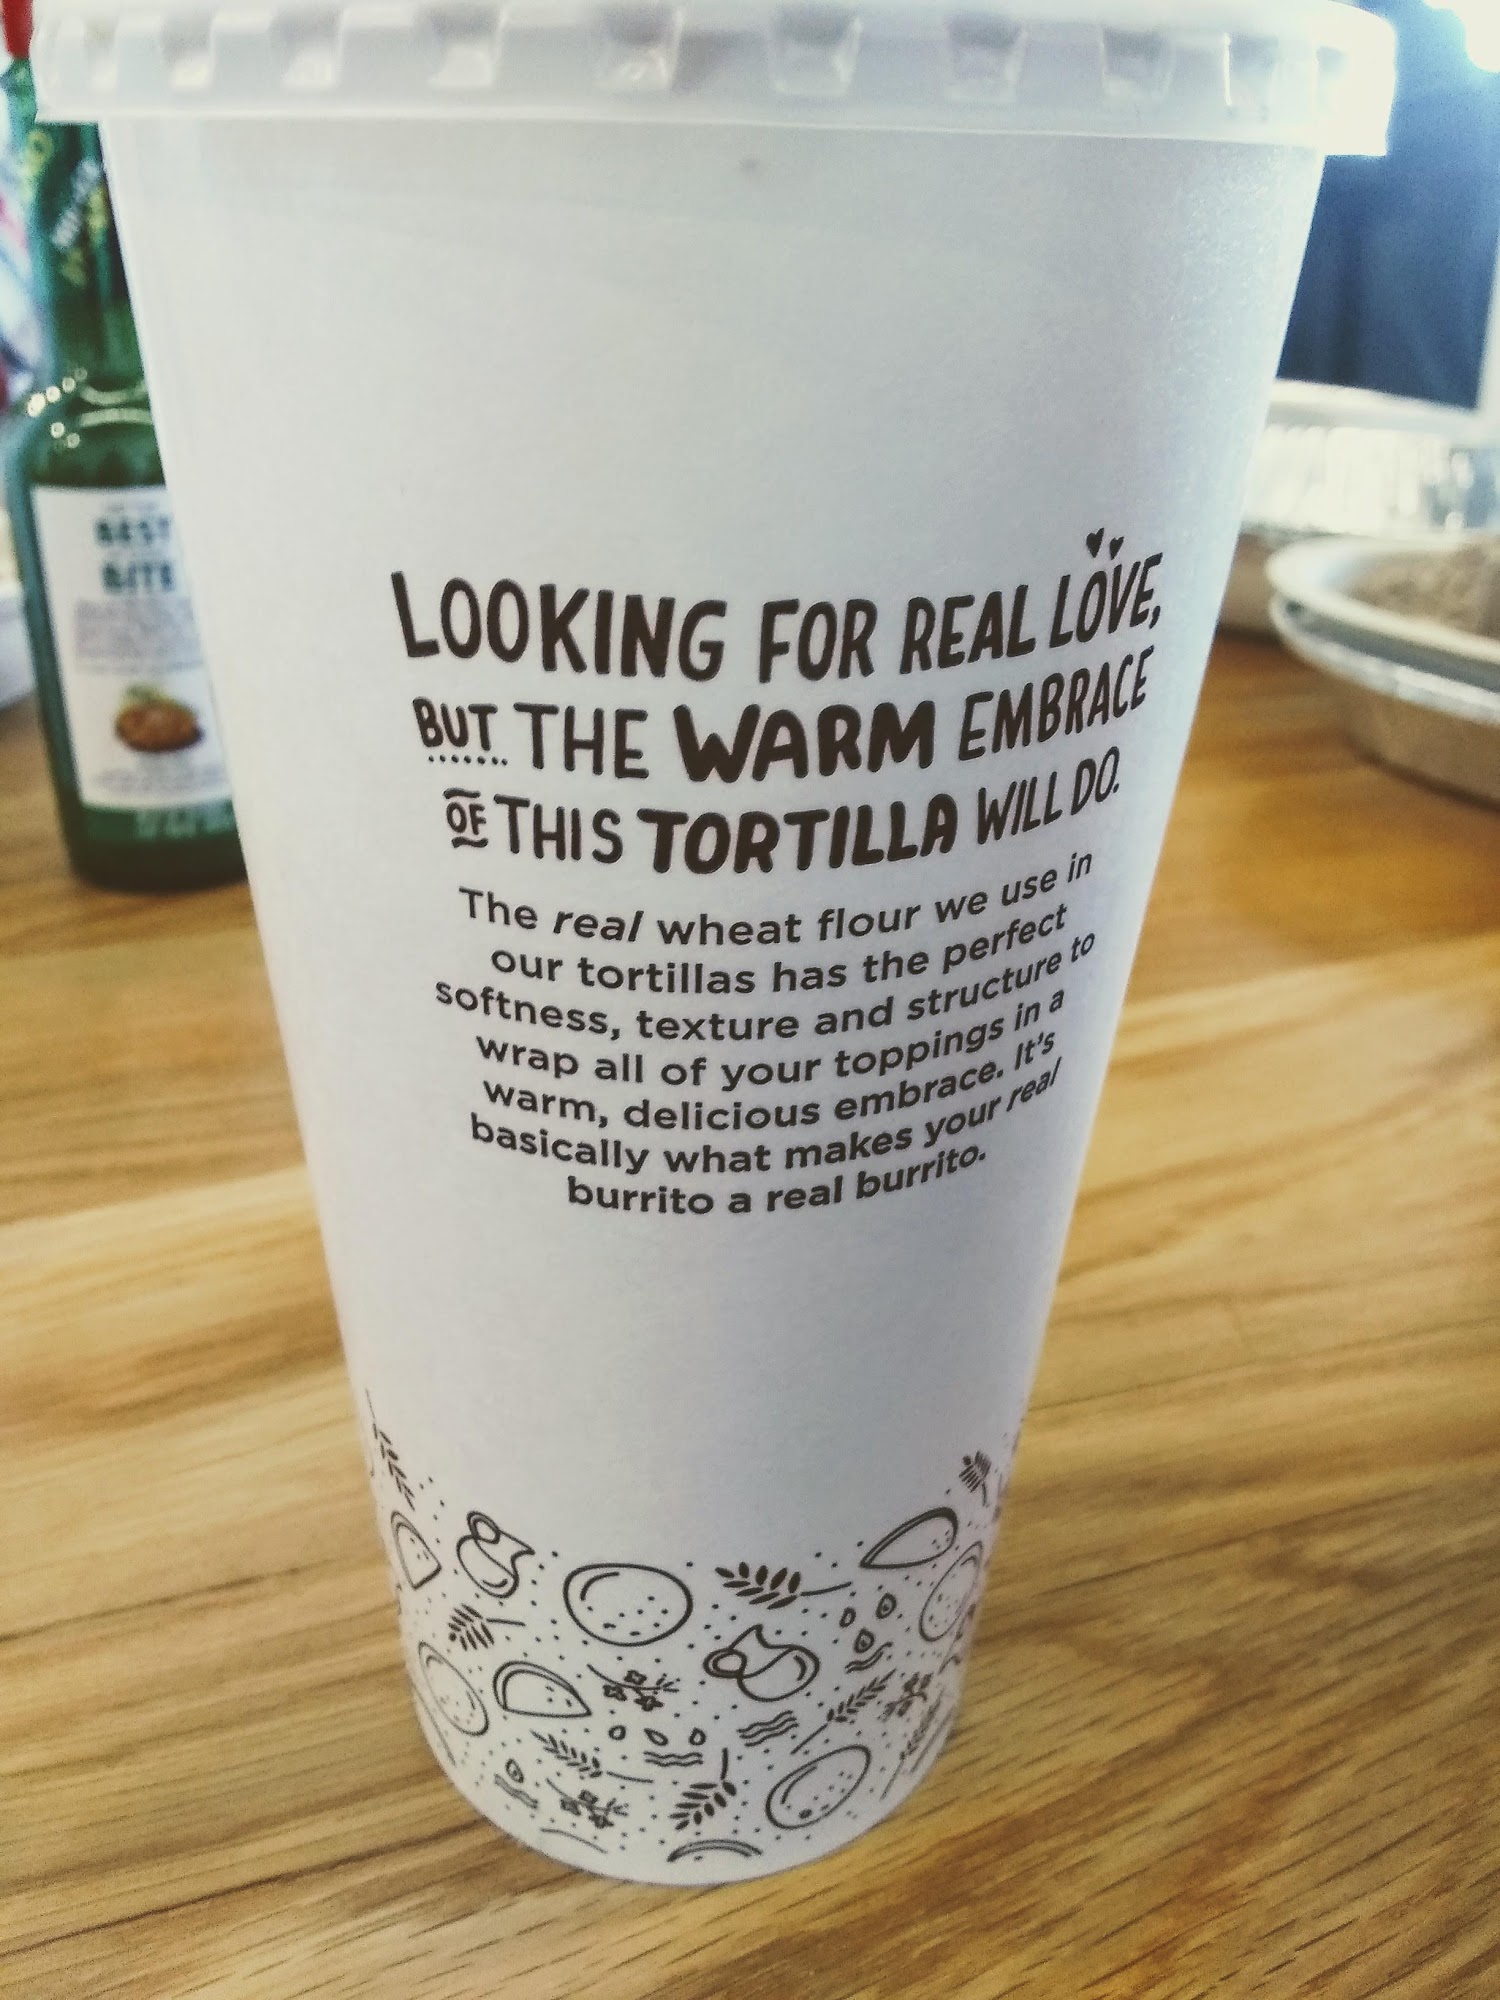 BEST
BITE
LOOKING FOR REAL LOVE,
BUT THE WARM EMBRACE
OF THIS TORTILLA WILL DO.
The real wheat flour we use in
our tortillas has the perfect
softness, texture and structure to
wrap all of your toppings in a
warm, delicious embrace. It's
basically what makes your real
burrito a real burrito.